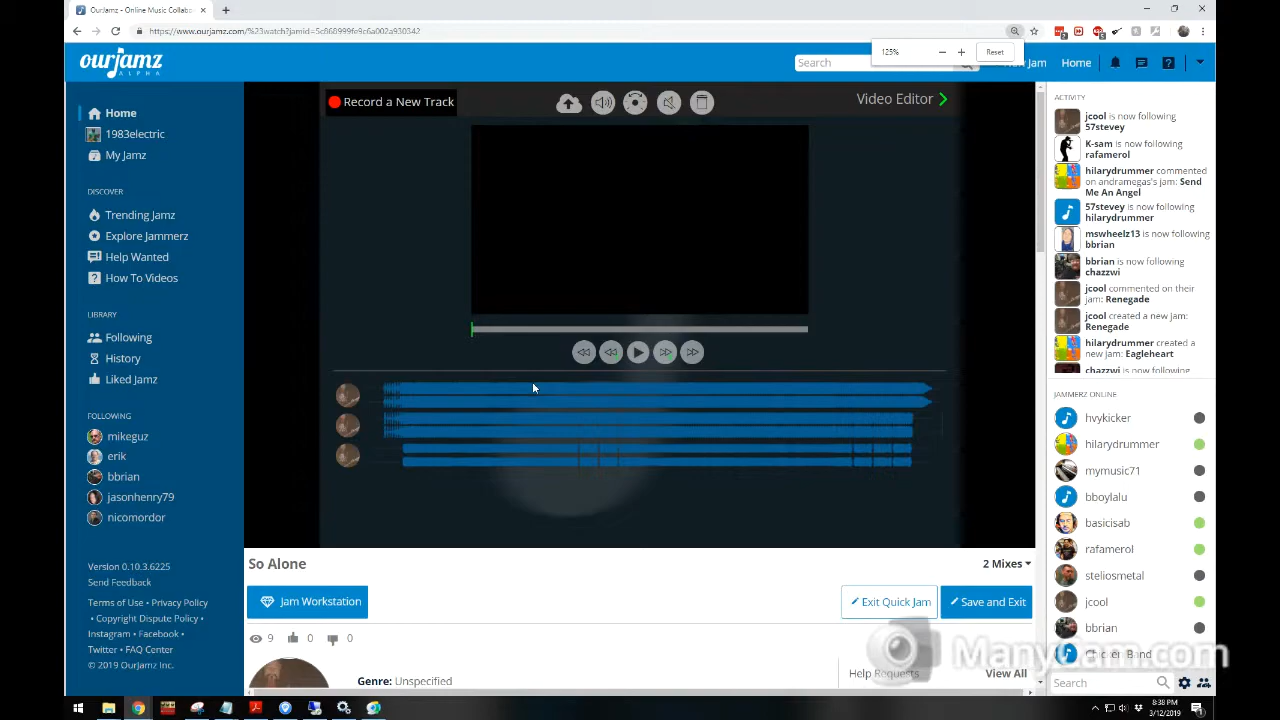 OurJamz - Online Music Collabo
https://www.ourjamz.com/%23watch?jamid=5c868999fe9c6a002a930342
125%
Reset
ourjamz
ALPHA
Search
Jam
Home
Home
1983electric
My Jamz
DISCOVER
Trending Jamz
Explore Jammerz
Help Wanted
How To Videos
LIBRARY
Following
History
Liked Jamz
FOLLOWING
mikeguz
erik
bbrian
jasonhenry79
nicomordor
Version 0.10.3.6225
Send Feedback
Terms of Use • Privacy Policy
• Copyright Dispute Policy •
Instagram • Facebook •
Twitter • FAQ Center
© 2019 OurJamz Inc.
Record a New Track
Video Editor
So Alone
2 Mixes
Jam Workstation
Exit Quick Jam
Save and Exit
9
0
0
Genre: Unspecified
Help Requests
View All
ACTIVITY
jcool is now following
57stevey
K-sam is now following
rafamerol
hilarydrummer commented
on andramegas's jam: Send
Me An Angel
57stevey is now following
hilarydrummer
mswheelz13 is now following
bbrian
bbrian is now following
chazzwi
jcool commented on their
jam: Renegade
jcool created a new jam:
Renegade
hilarydrummer created a
new jam: Eagleheart
chazzwi is now following
JAMMERZ ONLINE
hvykicker
hilarydrummer
mymusic71
bboylalu
basicisab
rafamerol
steliosmetal
jcool
bbrian
Chicken Band
Search
ManyCam.com
8:38 PM
3/12/2019